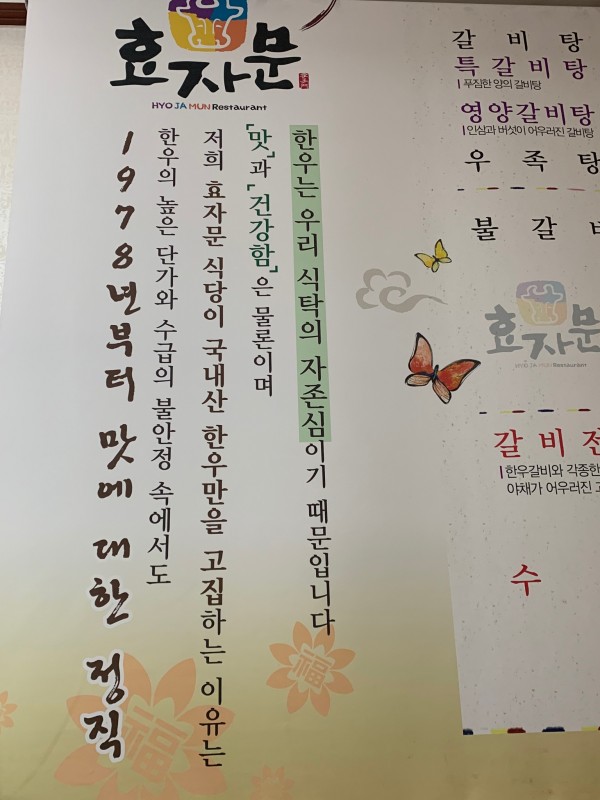 효자문
HYO JA MUN Restaurant
1978년부터 맛에 대한 정직
한우의 높은 단가와 수급의 불안정 속에서도
저희 효자문 식당이 국내산 한우만을 고집하는 이유는
「맛」과 「건강함」은 물론이며
한우는 우리 식탁의 자존심이기 때문입니다
福
福
갈비탕
특갈비탕
푸짐한 양의 갈비탕
영양갈비탕
인삼과 버섯이 어우러진 갈비탕
우족탕
불갈
효자문
HYO JA MUN Restaurant
갈비전
한우갈비와 각종한
야채가 어우러진
수